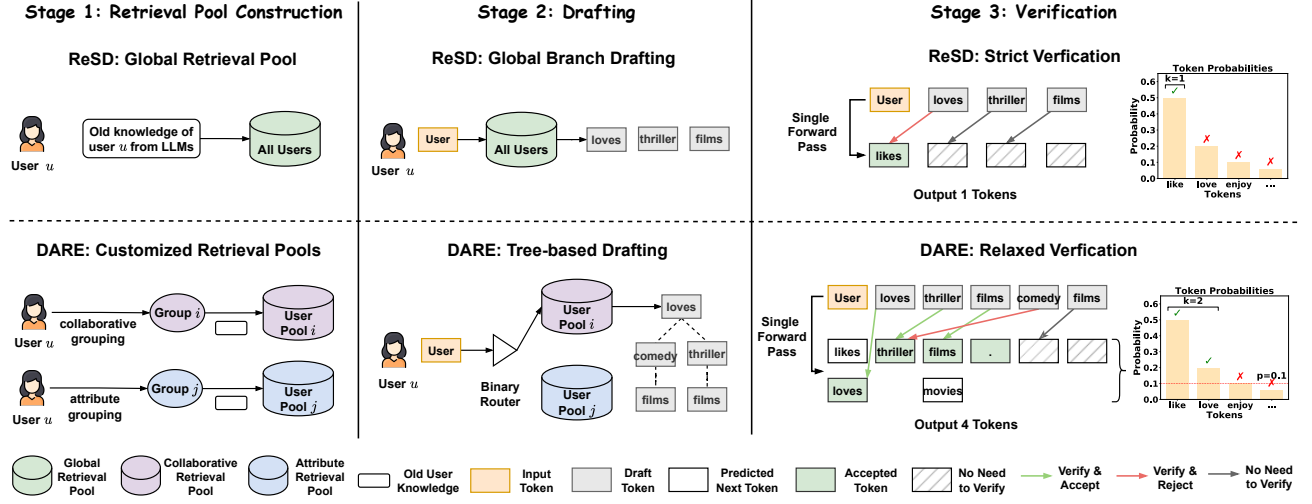 Stage 1: Retrieval Pool Construction
Stage 2: Drafting
Stage 3: Verification
ReSD: Global Retrieval Pool
User u
Old knowledge of
user u from LLMs
All Users
ReSD: Global Branch Drafting
User u
User
All Users
loves
thriller
films
ReSD: Strict Verfication
Single
Forward
Pass
User
loves
thriller
films
likes
Output 1 Tokens
Token Probabilities
k=1
Probability
0.6
0.5
0.4
0.3
0.2
0.1
0.0
like
love
enjoy
...
Tokens
DARE: Customized Retrieval Pools
User u
collaborative
grouping
Group i
User
Pool i
User u
attribute
grouping
Group j
User
Pool j
DARE: Tree-based Drafting
User u
User
Binary
Router
User
Pool i
User
Pool j
loves
comedy
thriller
films
films
DARE: Relaxed Verfication
Single
Forward
Pass
User
loves
thriller
films
comedy
films
likes
thriller
films
.
loves
movies
Output 4 Tokens
Token Probabilities
k=2
Probability
0.6
0.5
0.4
0.3
0.2
0.1
0.0
p=0.1
like
love
enjoy
...
Tokens
Global
Retrieval
Pool
Collaborative
Retrieval
Pool
Attribute
Retrieval
Pool
Old User
Knowledge
Input
Token
Draft
Token
Predicted
Next Token
Accepted
Token
No Need
to Verify
Verify &
Accept
Verify &
Reject
No Need
to Verify